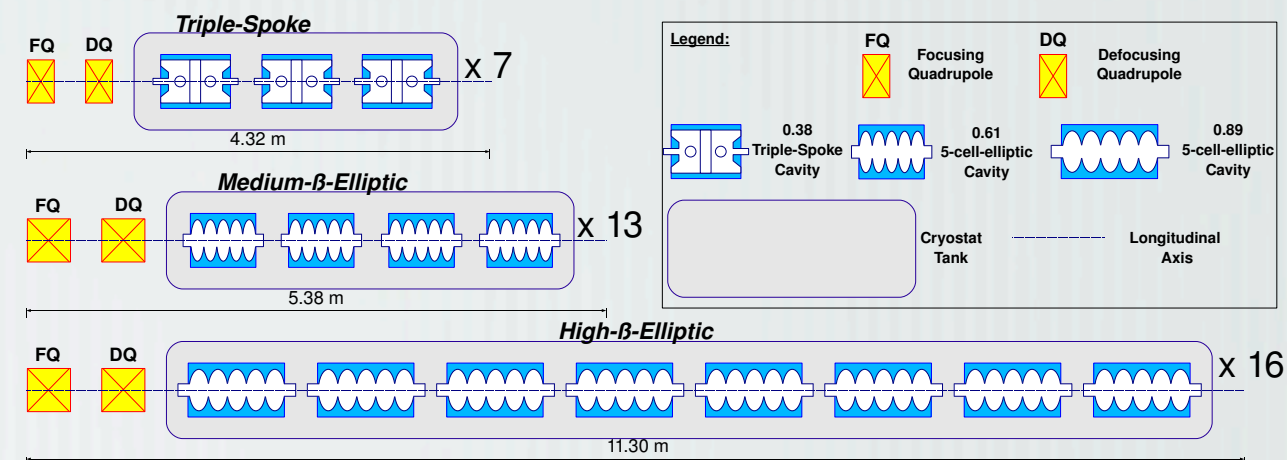 Triple-Spoke
FQ DQ
x 7
4.32 m
Medium-ß-Elliptic
FQ DQ
x 13
5.38 m
High-ß-Elliptic
FQ DQ
x 16
11.30 m
Legend:
FQ
Focusing
Quadrupole
DQ
Defocusing
Quadrupole
0.38
Triple-Spoke
Cavity
0.61
5-cell-elliptic
Cavity
0.89
5-cell-elliptic
Cavity
Cryostat
Tank
Longitudinal
Axis